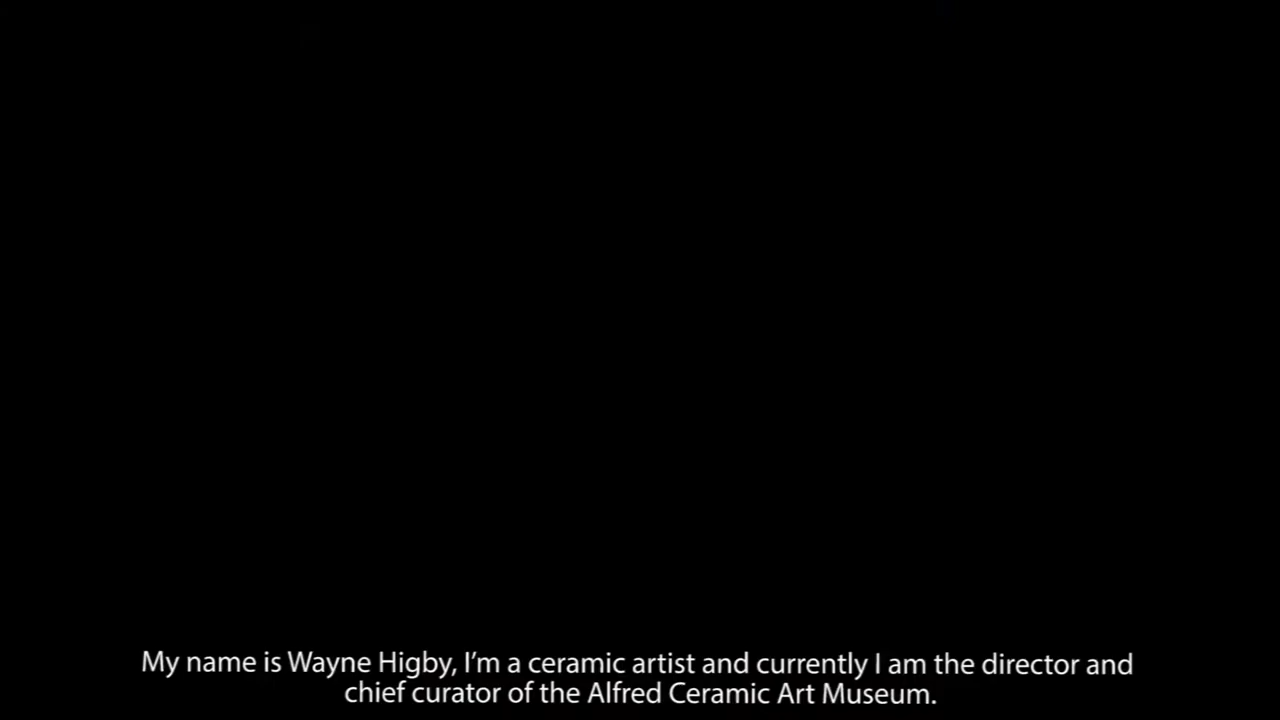 My name is Wayne Higby, I’m a ceramic artist and currently I am the director and
chief curator of the Alfred Ceramic Art Museum.